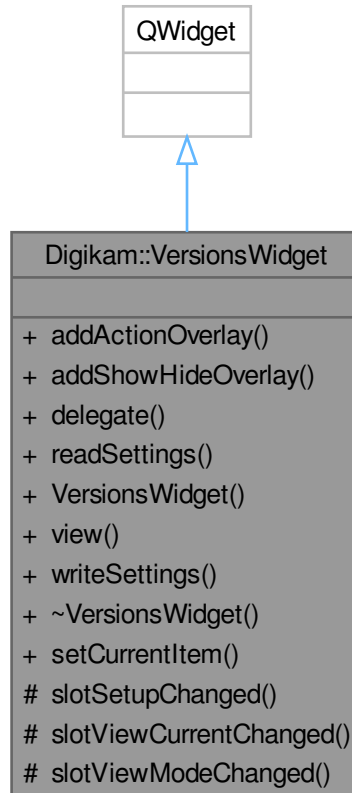 QWidget
Digikam::VersionsWidget
+ addActionOverlay()
+ addShowHideOverlay()
+ delegate()
+ readSettings()
+ VersionsWidget()
+ view()
+ writeSettings()
+ ~VersionsWidget()
+ setCurrentItem()
# slotSetupChanged()
# slotViewCurrentChanged()
# slotViewModeChanged()